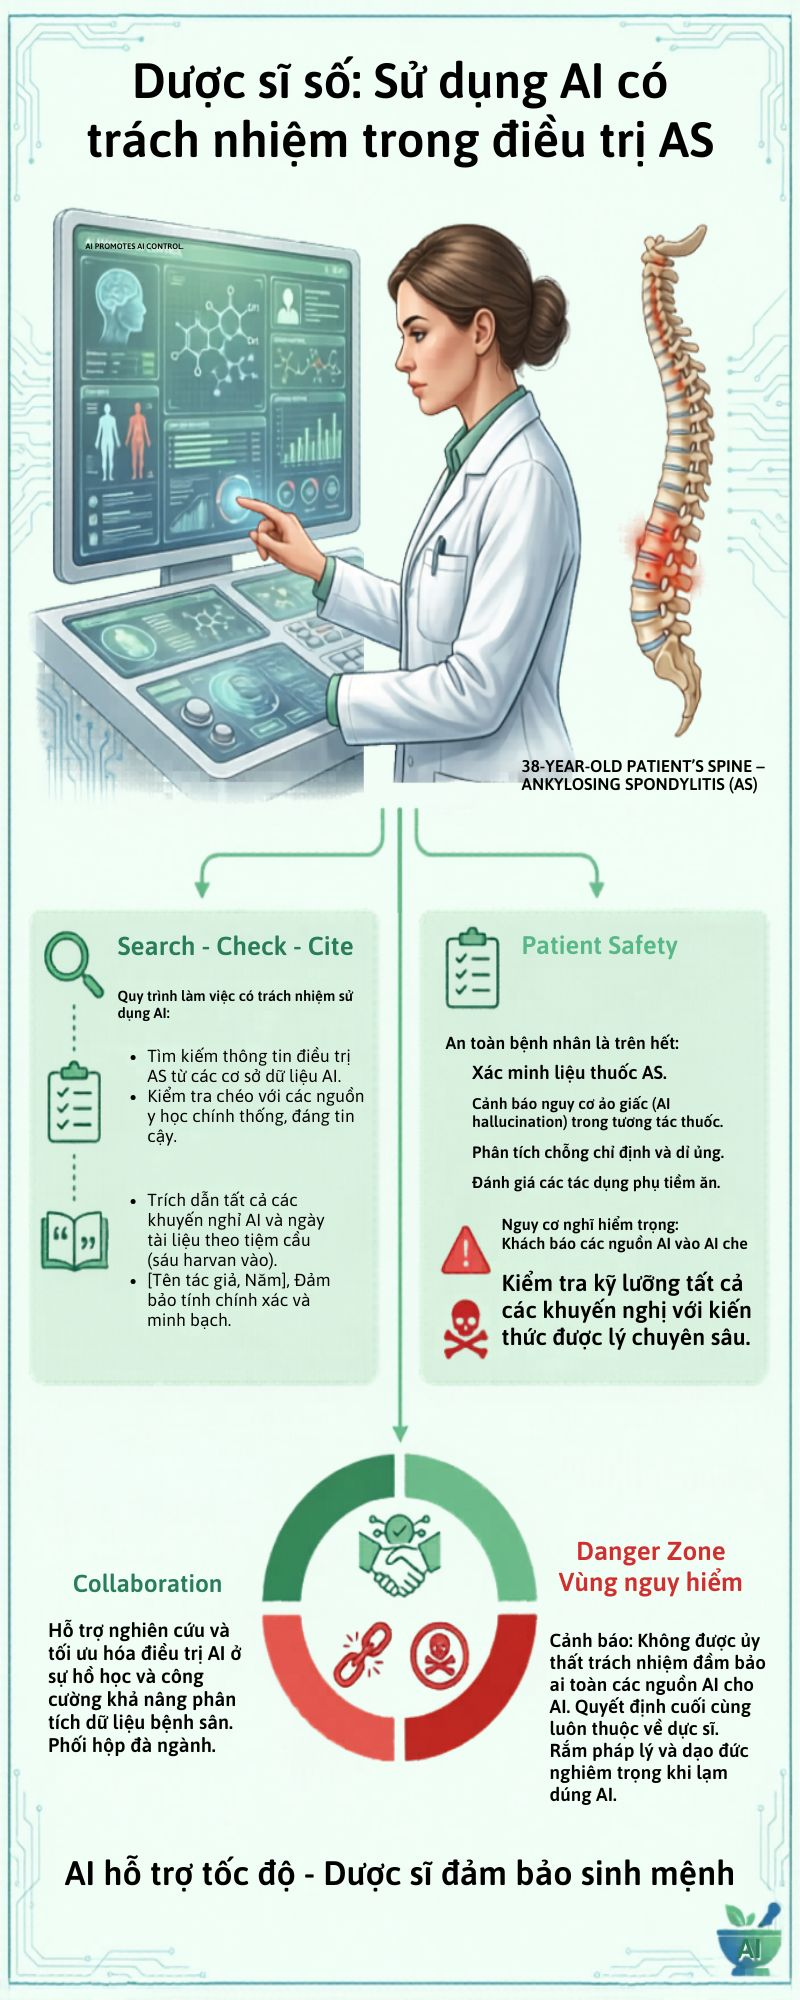 Dược sĩ số: Sử dụng AI có
trách nhiệm trong điều trị AS
AI PROMOTES AI CONTROL.
38-YEAR-OLD PATIENT'S SPINE –
ANKYLOSING SPONDYLITIS (AS)
Search - Check - Cite
Quy trình làm việc có trách nhiệm sử
dụng AI:
• Tìm kiếm thông tin điều trị
AS từ các cơ sở dữ liệu AI.
• Kiểm tra chéo với các nguồn
y học chính thống, đáng tin
cậy.
• Trích dẫn tất cả các
khuyến nghỉ AI và ngày
tài liệu theo tiệm cầu
(sáu harvan vào).
• [Tên tác giả, Năm], Đảm
bảo tính chính xác và
minh bạch.
Patient Safety
An toàn bệnh nhân là trên hết:
Xác minh liệu thuốc AS.
Cảnh báo nguy cơ ảo giấc (AI
hallucination) trong tương tác thuốc.
Phân tích chỗng chỉ định và dỉ ủng.
Đánh giá các tác dụng phụ tiềm ăn.
Nguy cơ nghĩ hiểm trọng:
Khách báo các nguồn AI vào AI che
Kiểm tra kỹ lưỡng tất cả
các khuyến nghị với kiến
thức được lý chuyên sâu.
Collaboration
Hỗ trợ nghiên cứu và
tối ưu hóa điều trị AI ở
sự hồ học và công
cường khả nâng phân
tích dữ liệu bệnh sân.
Phối hộp đà ngành.
Danger Zone
Vùng nguy hiểm
Cảnh báo: Không được ủy
thất trách nhiệm đầm bảo
ai toàn các nguồn AI cho
AI. Quyết định cuối cùng
luôn thuộc về dực sĩ.
Rắm pháp lý và dạo đức
nghiêm trọng khi lạm
dúng AI.
AI hỗ trợ tốc độ - Dược sĩ đảm bảo sinh mệnh
AI